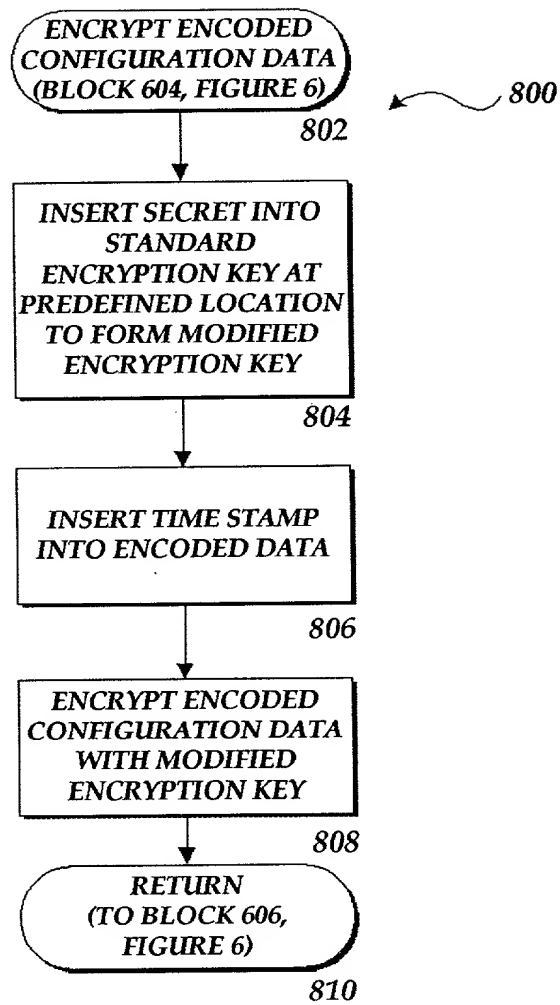 ENCRYPT ENCODED
CONFIGURATION DATA
(BLOCK 604, FIGURE 6)
800
802
INSERT SECRET INTO
STANDARD
ENCRYPTION KEY AT
PREDEFINED LOCATION
TO FORM MODIFIED
ENCRYPTION KEY
804
INSERT TIME STAMP
INTO ENCODED DATA
806
ENCRYPT ENCODED
CONFIGURATION DATA
WITH MODIFIED
ENCRYPTION KEY
808
RETURN
(TO BLOCK 606,
FIGURE 6)
810